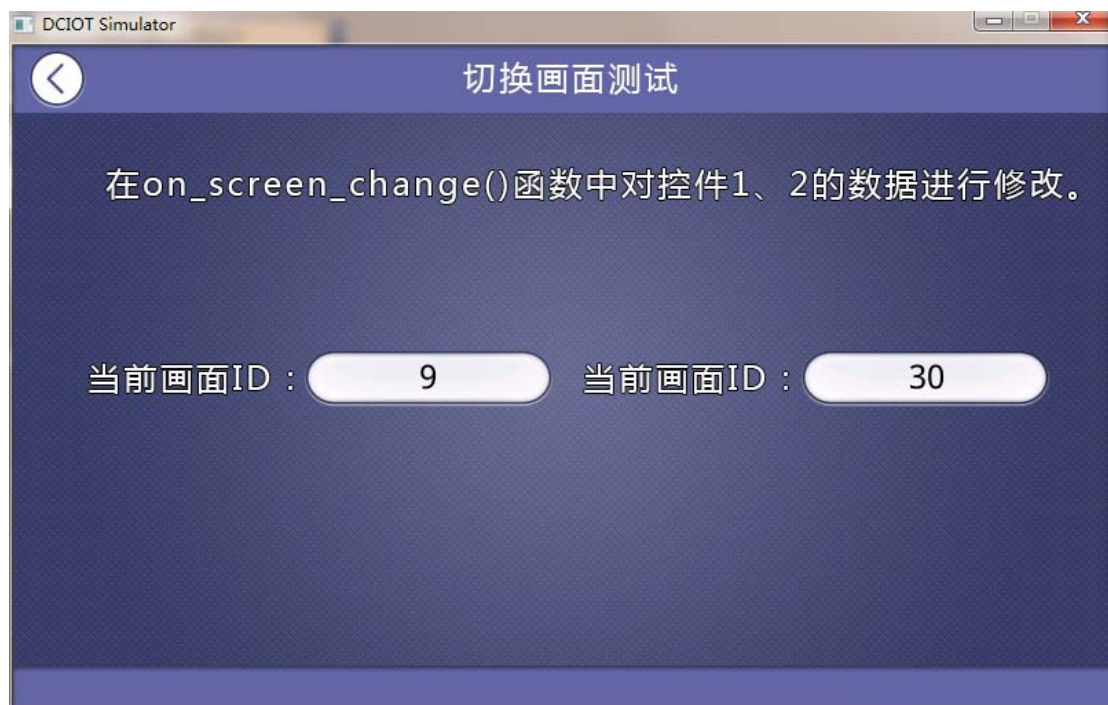 DCIOT Simulator
切换画面测试
在on_screen_change()函数中对控件1、2的数据进行修改。
当前画面ID：9 当前画面ID：30